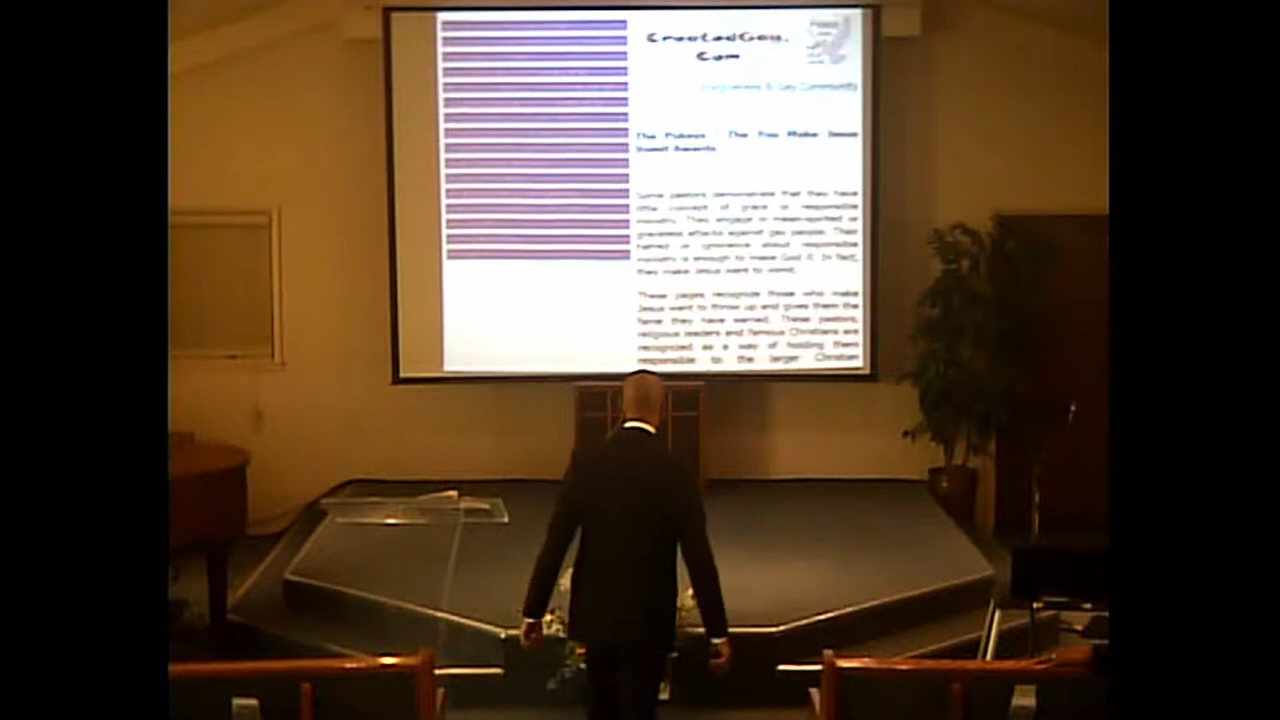 CreatedGay.
Com
Forgiveness & Gay Community
The Pukeys : The You Make Jesus
Vomit Awards
Some pastors demonstrate that they have
little concept of grace or responsible
ministry. They engage in mean-spirited or
graceless attacks against gay people. Their
hatred or ignorance about responsible
ministry is enough to make God ill. In fact,
they make Jesus want to vomit.
These pages recognize those who make
Jesus want to throw up and gives them the
fame they have earned. These pastors,
religious leaders and famous Christians are
recognized as a way of holding them
responsible to the larger Christian